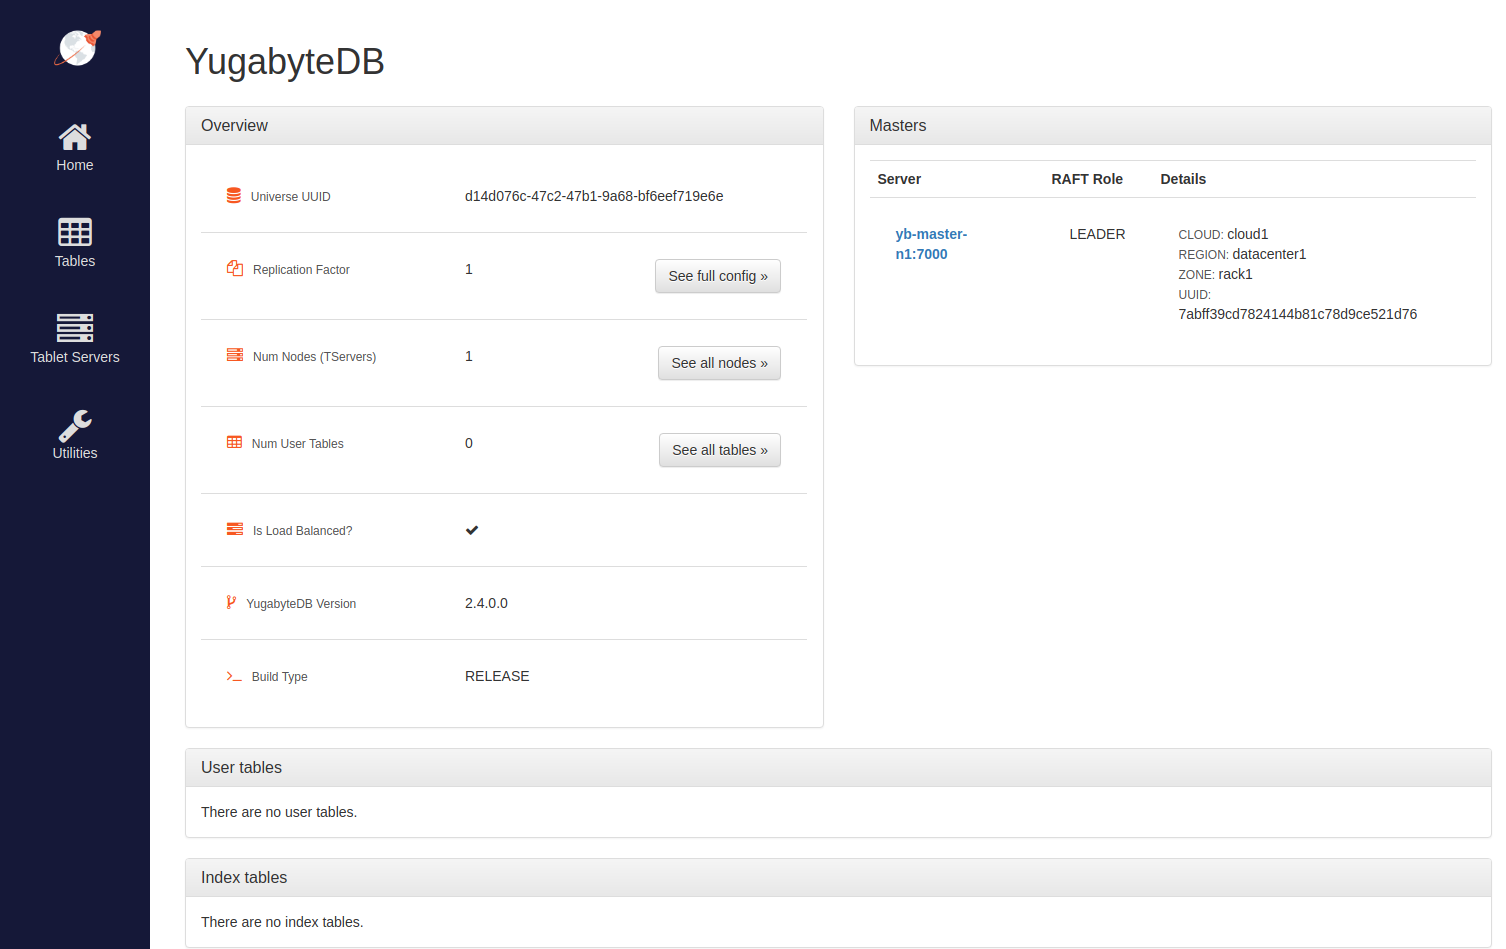 YugabyteDB
Home
Tables
Tablet Servers
Utilities
Overview
Universe UUID d14d076c-47c2-47b1-9a68-bf6eef719e6e
Replication Factor 1 See full config »
Num Nodes (TServers) 1 See all nodes »
Num User Tables 0 See all tables »
Is Load Balanced?
YugabyteDB Version 2.4.0.0
Build Type RELEASE
Masters
Server RAFT Role Details
yb-master-
n1:7000
LEADER
CLOUD: cloud1
REGION: datacenter1
ZONE: rack1
UUID:
7abff39cd7824144b81c78d9ce521d76
User tables
There are no user tables.
Index tables
There are no index tables.